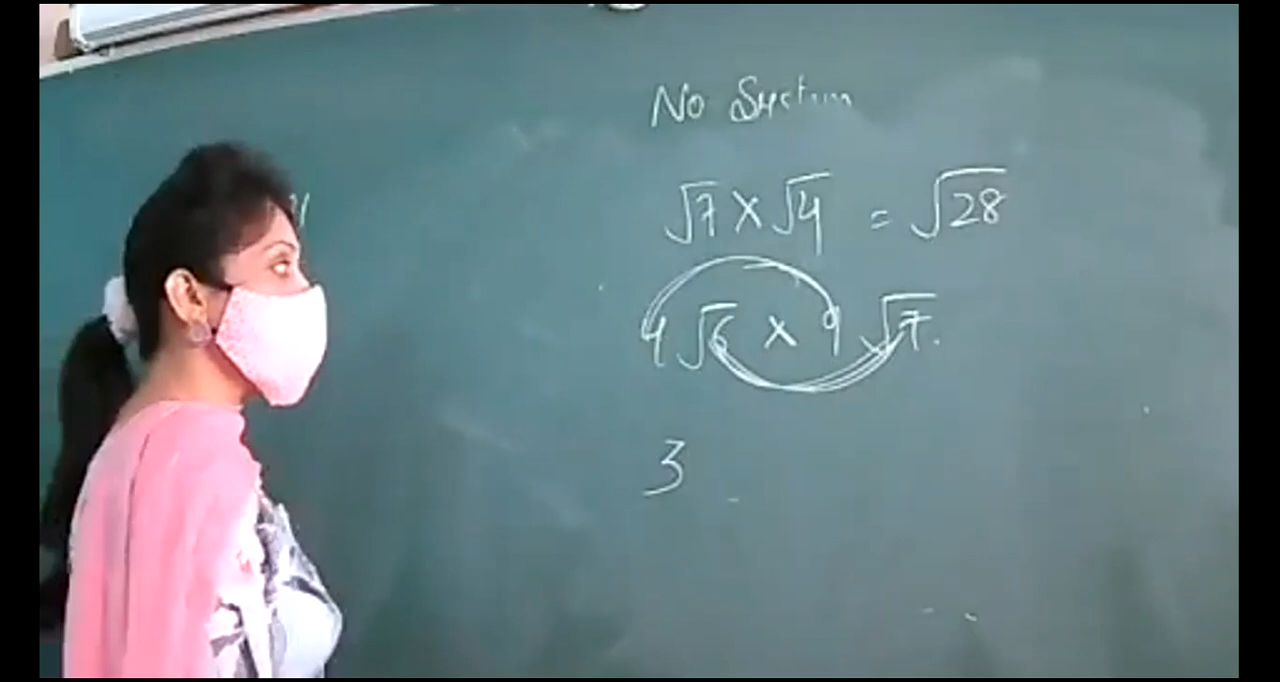 No System
√7 × √4 = √28
4√6 × 9√7.
3